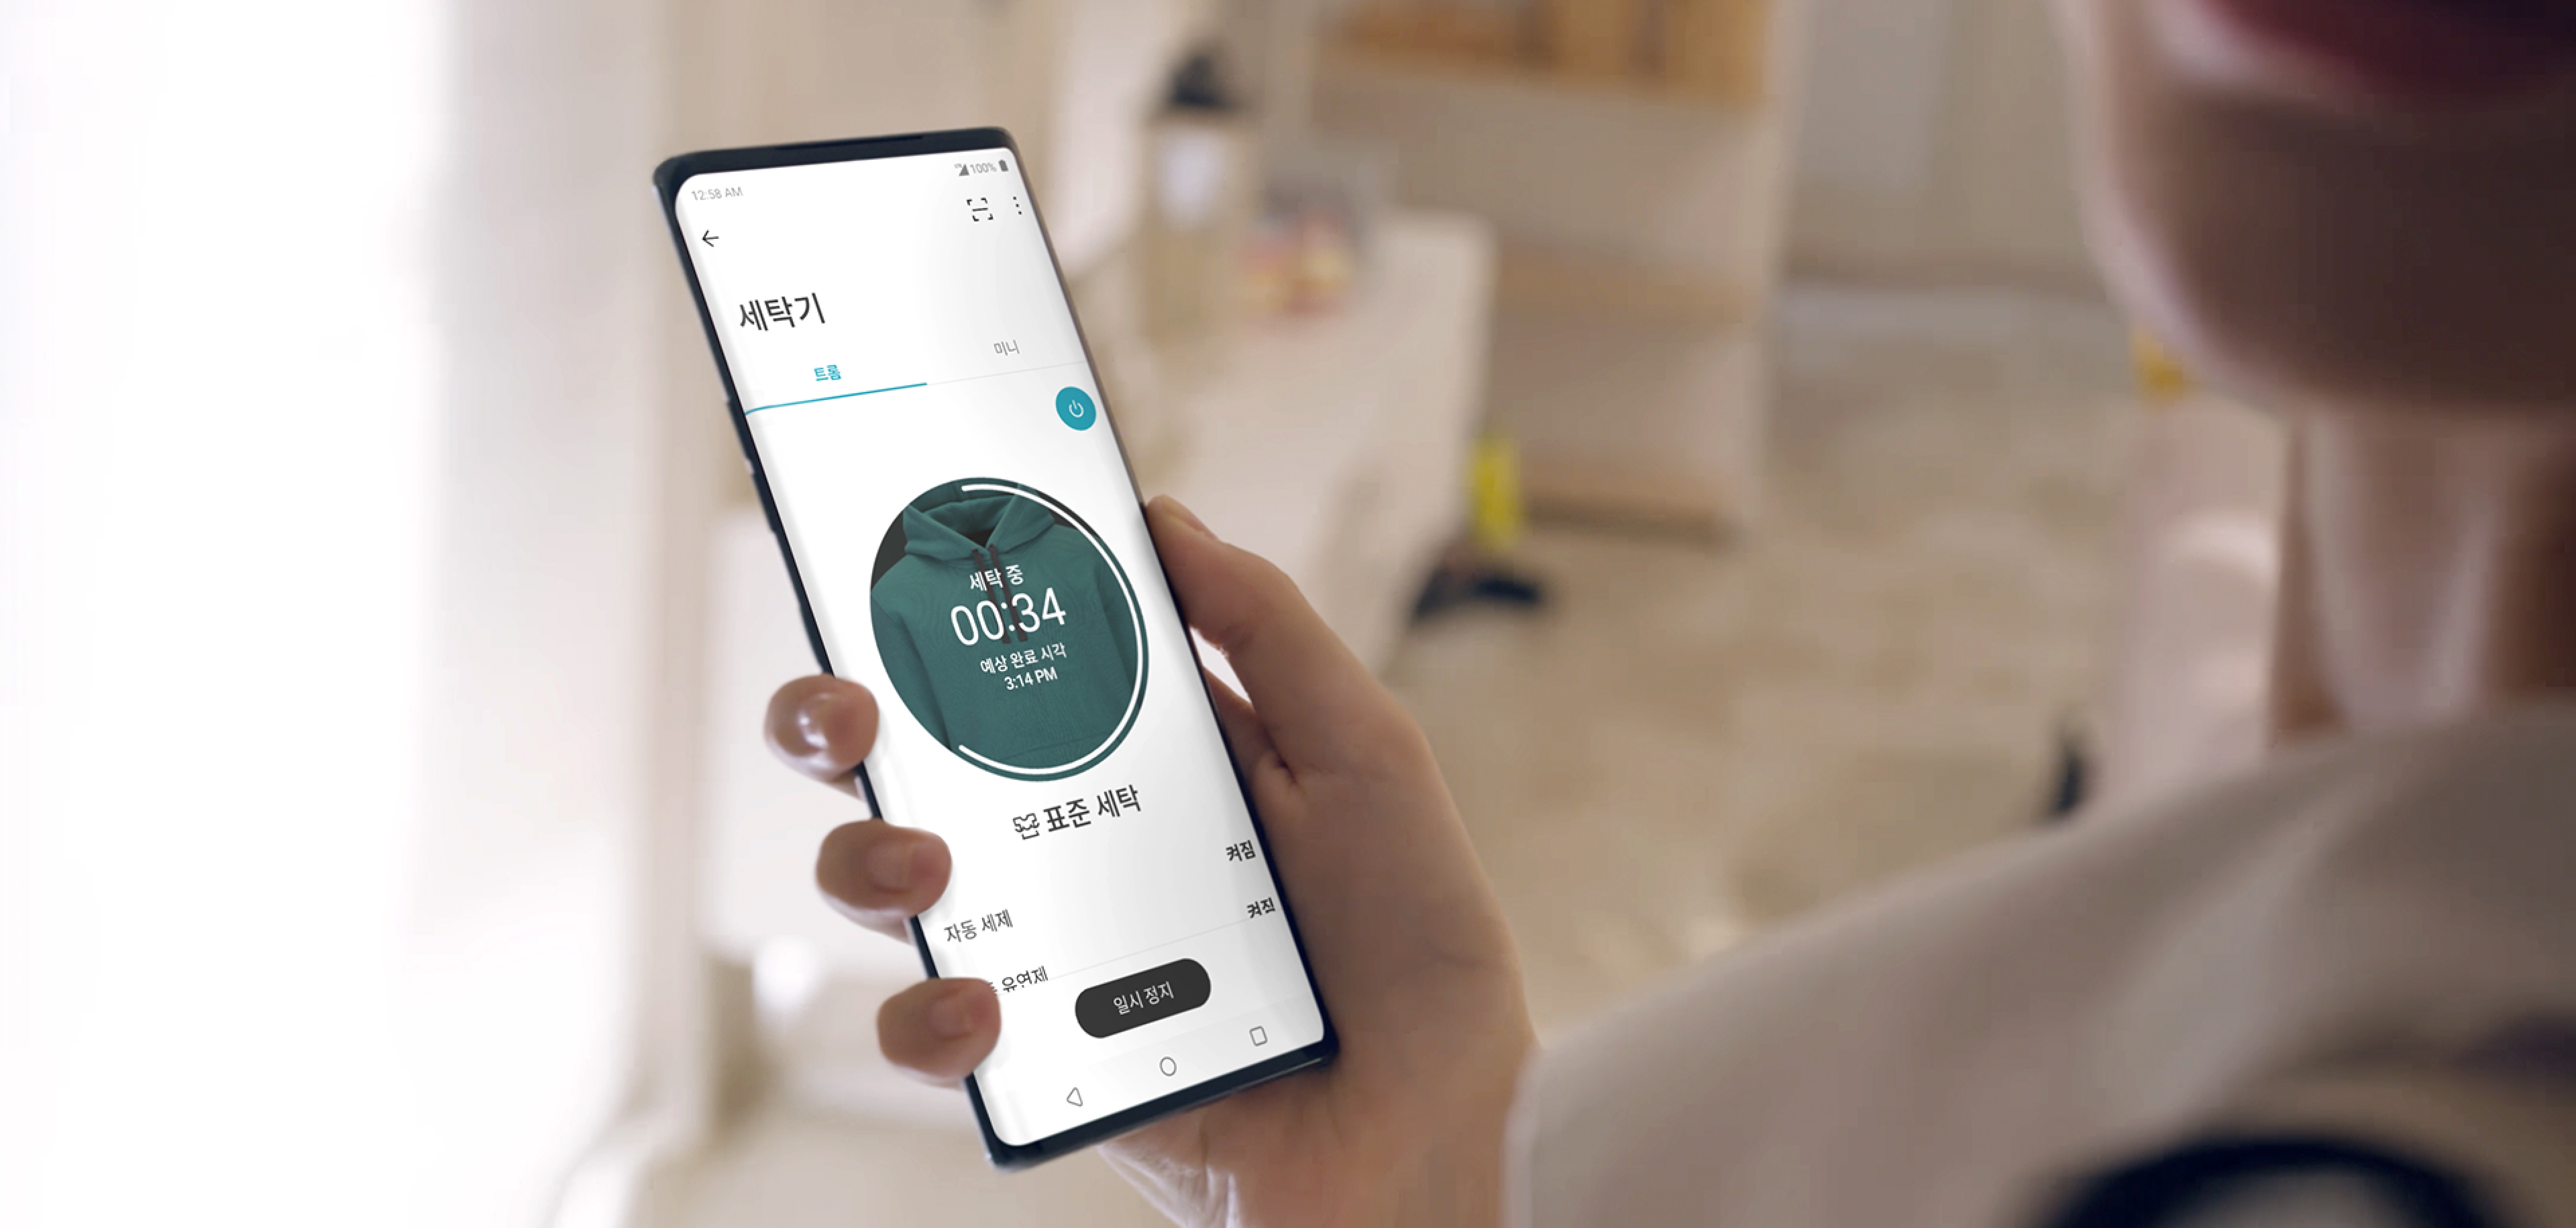 12:58 AM
100%
세탁기
트롬
미니
세탁 중
00:34
예상 완료 시각
3:14 PM
표준 세탁
켜짐
자동 세제
켜짐
유연제
일시 정지